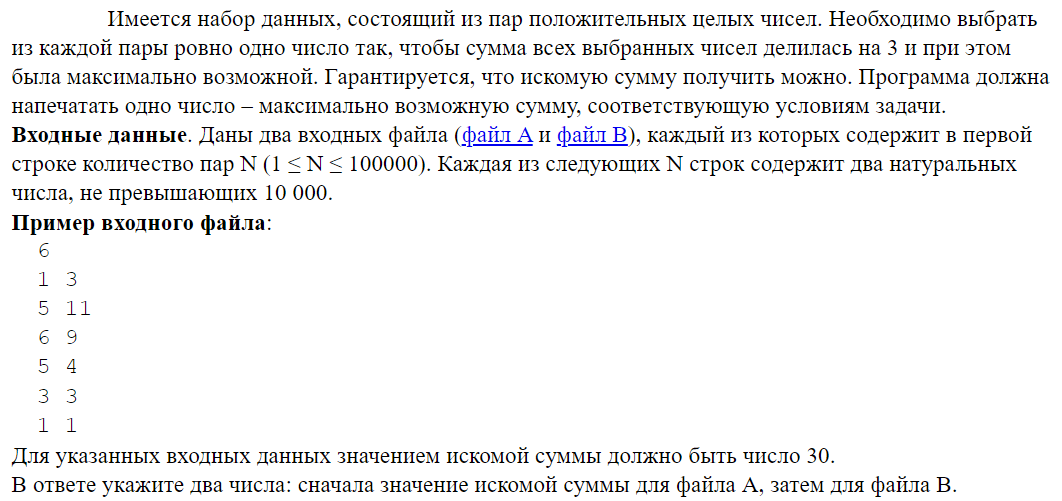 Имеется набор данных, состоящий из пар положительных целых чисел. Необходимо выбрать
из каждой пары ровно одно число так, чтобы сумма всех выбранных чисел делилась на 3 и при этом
была максимально возможной. Гарантируется, что искомую сумму получить можно. Программа должна
напечатать одно число – максимально возможную сумму, соответствующую условиям задачи.
Входные данные. Даны два входных файла (файл A и файл B), каждый из которых содержит в первой
строке количество пар N (1 ≤ N ≤ 100000). Каждая из следующих N строк содержит два натуральных
числа, не превышающих 10 000.
Пример входного файла:
6
1 3
5 11
6 9
5 4
3 3
1 1
Для указанных входных данных значением искомой суммы должно быть число 30.
В ответе укажите два числа: сначала значение искомой суммы для файла A, затем для файла B.